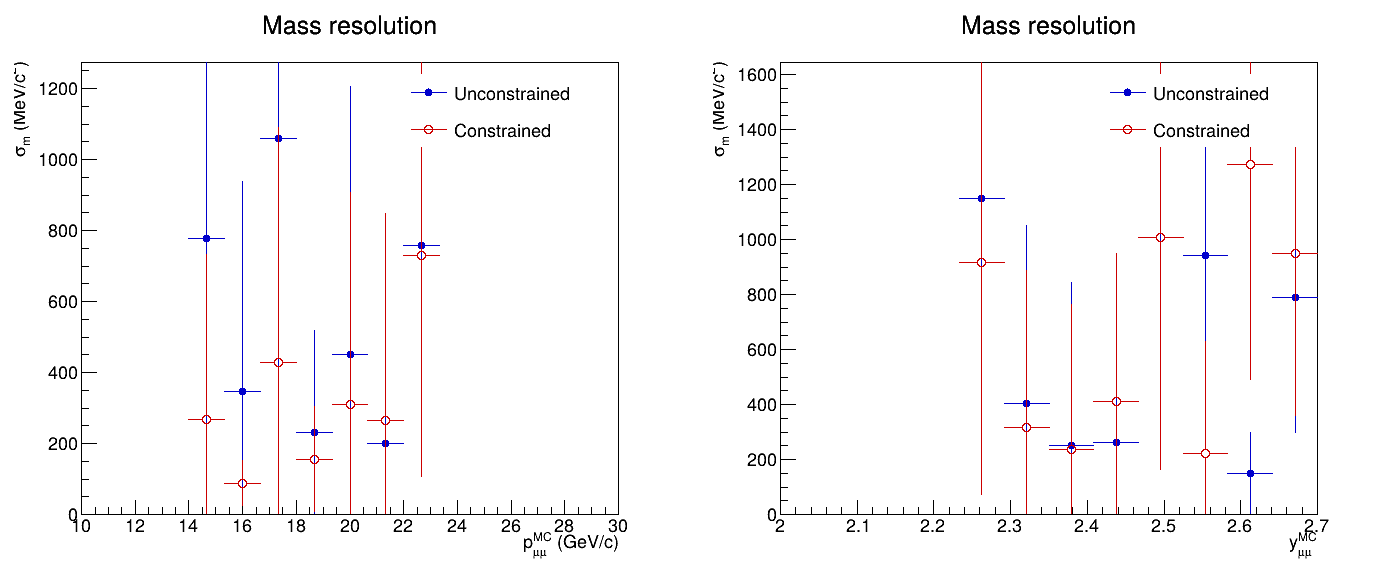 Mass resolution
σm (MeV/c²)
Unconstrained
Constrained
1200
1000
800
600
400
200
0
10 12 14 16 18 20 22 24 26 28 30
pμμMC (GeV/c)
Mass resolution
σm (MeV/c²)
Unconstrained
Constrained
1600
1400
1200
1000
800
600
400
200
0
2 2.1 2.2 2.3 2.4 2.5 2.6 2.7
yμμMC